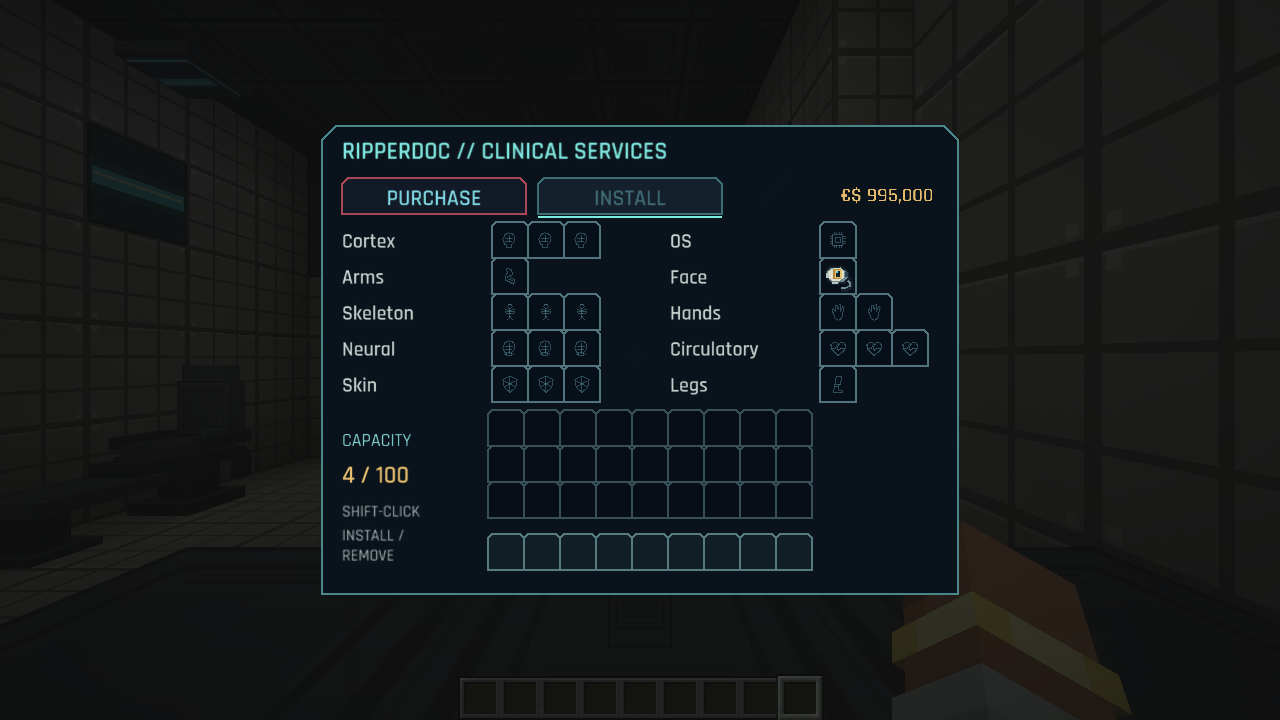 RIPPERDOC // CLINICAL SERVICES
PURCHASE
INSTALL
€$ 995,000
Cortex
OS
Arms
Face
Skeleton
Hands
Neural
Circulatory
Skin
Legs
CAPACITY
4 / 100
SHIFT-CLICK
INSTALL /
REMOVE